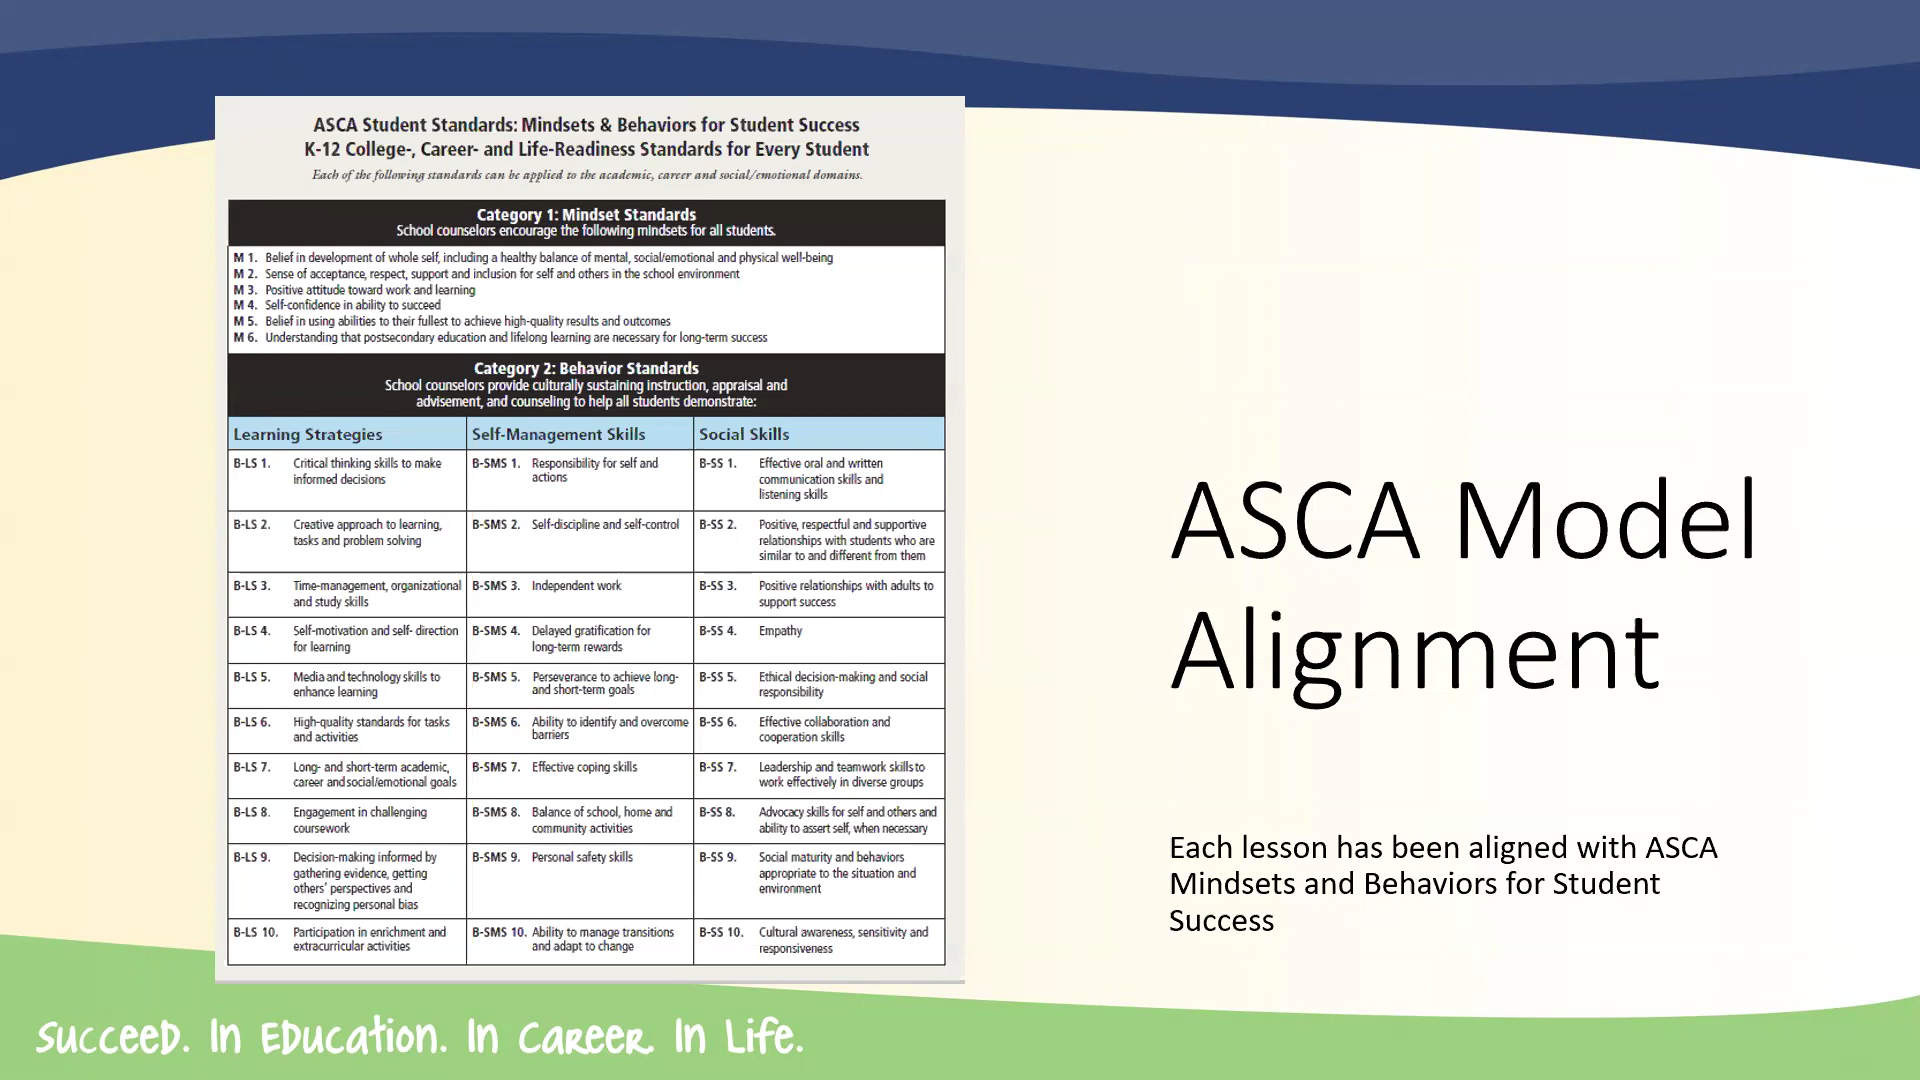 ASCA Student Standards: Mindsets & Behaviors for Student Success
K-12 College-, Career- and Life-Readiness Standards for Every Student
Each of the following standards can be applied to the academic, career and social/emotional domains.
Category 1: Mindset Standards
School counselors encourage the following mindsets for all students.
M 1. Belief in development of whole self, including a healthy balance of mental, social/emotional and physical well-being
M 2. Sense of acceptance, respect, support and inclusion for self and others in the school environment
M 3. Positive attitude toward work and learning
M 4. Self-confidence in ability to succeed
M 5. Belief in using abilities to their fullest to achieve high-quality results and outcomes
M 6. Understanding that postsecondary education and lifelong learning are necessary for long-term success
Category 2: Behavior Standards
School counselors provide culturally sustaining instruction, appraisal and
advisement, and counseling to help all students demonstrate:
Learning Strategies
Self-Management Skills
Social Skills
B-LS 1. Critical thinking skills to make
informed decisions
B-SMS 1. Responsibility for self and
actions
B-SS 1. Effective oral and written
communication skills and
listening skills
B-LS 2. Creative approach to learning,
tasks and problem solving
B-SMS 2. Self-discipline and self-control
B-SS 2. Positive, respectful and supportive
relationships with students who are
similar to and different from them
B-LS 3. Time-management, organizational
and study skills
B-SMS 3. Independent work
B-SS 3. Positive relationships with adults to
support success
B-LS 4. Self-motivation and self- direction
for learning
B-SMS 4. Delayed gratification for
long-term rewards
B-SS 4. Empathy
B-LS 5. Media and technology skills to
enhance learning
B-SMS 5. Perseverance to achieve long-
and short-term goals
B-SS 5. Ethical decision-making and social
responsibility
B-LS 6. High-quality standards for tasks
and activities
B-SMS 6. Ability to identify and overcome
barriers
B-SS 6. Effective collaboration and
cooperation skills
B-LS 7. Long- and short-term academic,
career and social/emotional goals
B-SMS 7. Effective coping skills
B-SS 7. Leadership and teamwork skills to
work effectively in diverse groups
B-LS 8. Engagement in challenging
coursework
B-SMS 8. Balance of school, home and
community activities
B-SS 8. Advocacy skills for self and others and
ability to assert self, when necessary
B-LS 9. Decision-making informed by
gathering evidence, getting
others' perspectives and
recognizing personal bias
B-SMS 9. Personal safety skills
B-SS 9. Social maturity and behaviors
appropriate to the situation and
environment
B-LS 10. Participation in enrichment and
extracurricular activities
B-SMS 10. Ability to manage transitions
and adapt to change
B-SS 10. Cultural awareness, sensitivity and
responsiveness
ASCA Model
Alignment
Each lesson has been aligned with ASCA
Mindsets and Behaviors for Student
Success
Succeed. In Education. In Career. In Life.